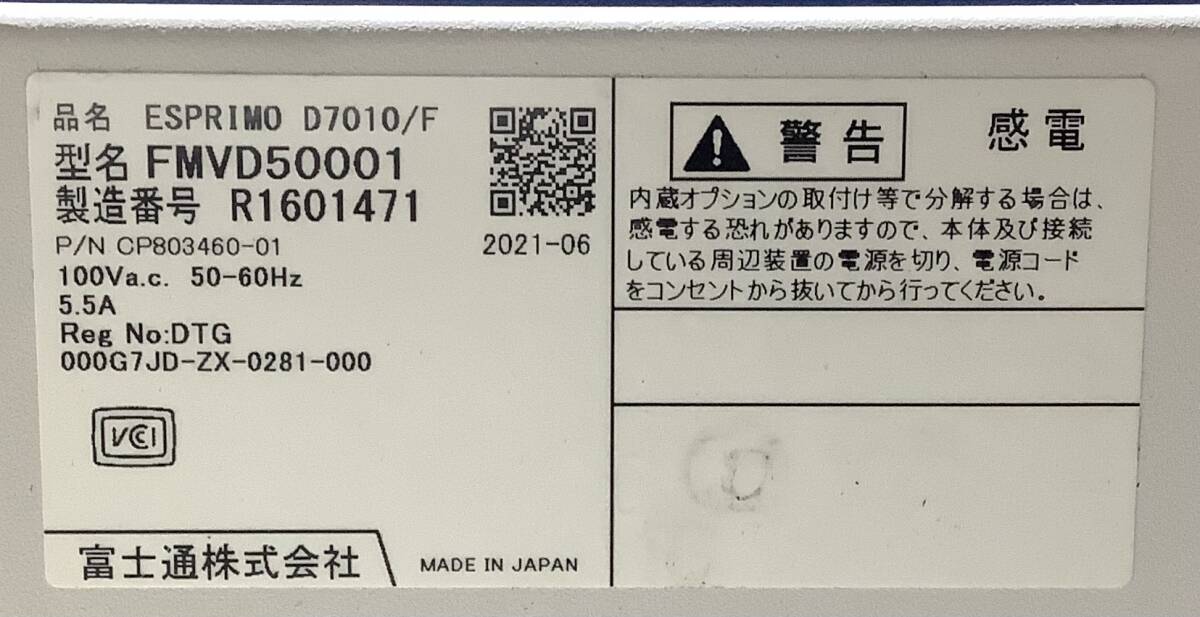 品名 ESPRIMO D7010/F
型名 FMVD50001
製造番号 R1601471
P/N CP803460-01
2021-06
100Va.c. 50-60Hz
5.5A
Reg No:DTG
000G7JD-ZX-0281-000
VCCI
富士通株式会社
MADE IN JAPAN
警告 感電
内蔵オプションの取付け等で分解する場合は、
感電する恐れがありますので、本体及び接続
している周辺装置の電源を切り、電源コード
をコンセントから抜いてから行ってください。